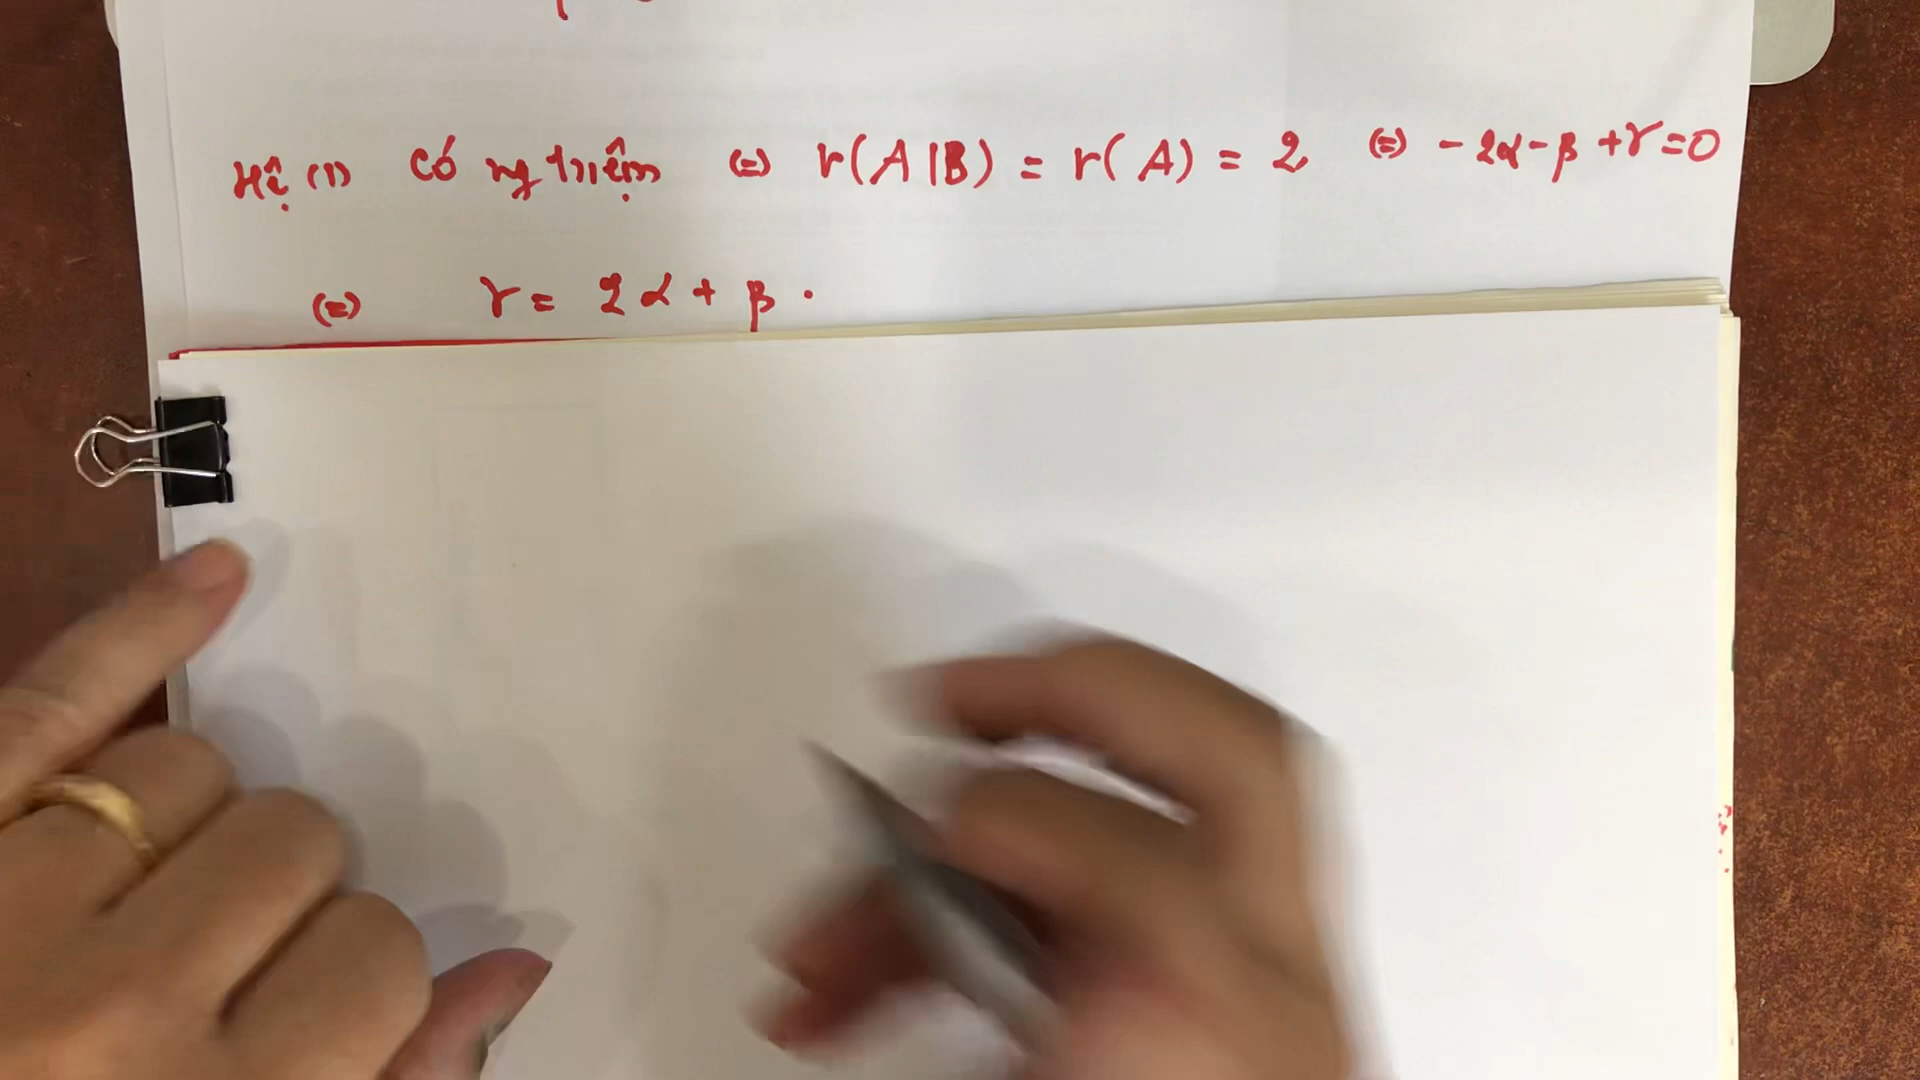 Hệ (1) có nghiệm (=) r(A|B) = r(A) = 2 (=) -2α-β+γ=0
(=) γ = 2α + β.